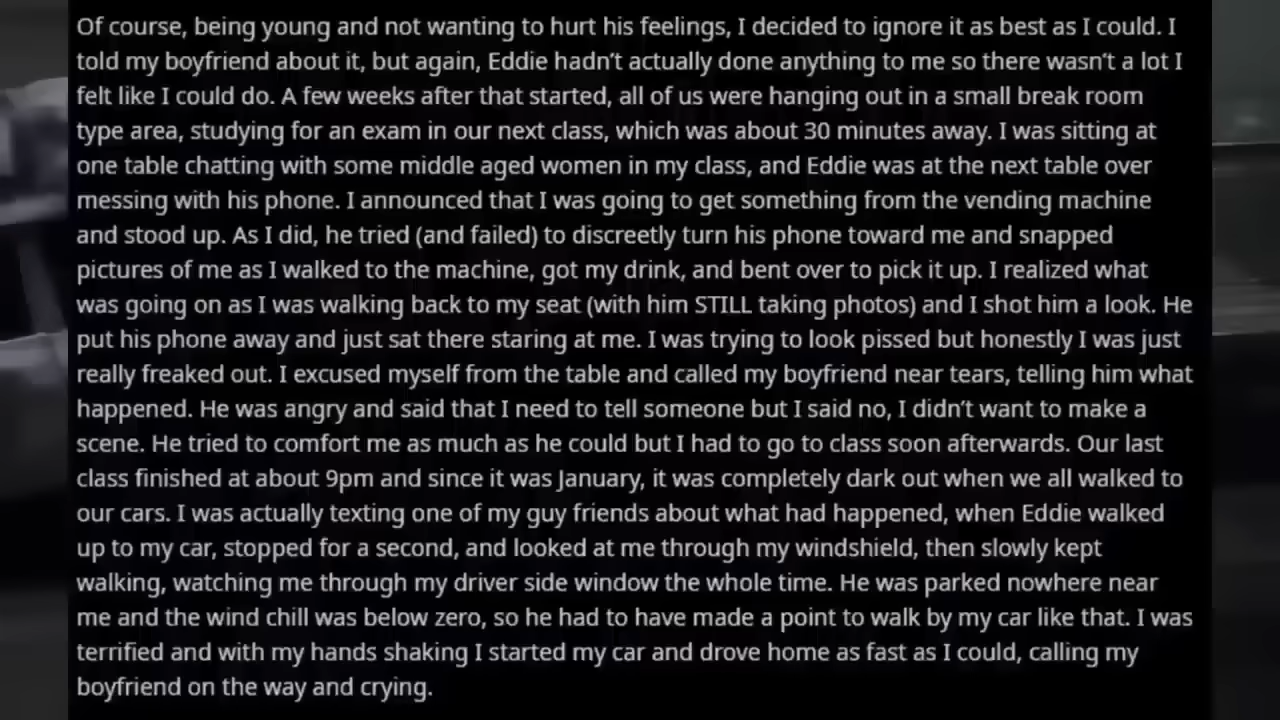 Of course, being young and not wanting to hurt his feelings, I decided to ignore it as best as I could. I
told my boyfriend about it, but again, Eddie hadn’t actually done anything to me so there wasn’t a lot I
felt like I could do. A few weeks after that started, all of us were hanging out in a small break room
type area, studying for an exam in our next class, which was about 30 minutes away. I was sitting at
one table chatting with some middle aged women in my class, and Eddie was at the next table over
messing with his phone. I announced that I was going to get something from the vending machine
and stood up. As I did, he tried (and failed) to discreetly turn his phone toward me and snapped
pictures of me as I walked to the machine, got my drink, and bent over to pick it up. I realized what
was going on as I was walking back to my seat (with him STILL taking photos) and I shot him a look. He
put his phone away and just sat there staring at me. I was trying to look pissed but honestly I was just
really freaked out. I excused myself from the table and called my boyfriend near tears, telling him what
happened. He was angry and said that I need to tell someone but I said no, I didn’t want to make a
scene. He tried to comfort me as much as he could but I had to go to class soon afterwards. Our last
class finished at about 9pm and since it was January, it was completely dark out when we all walked to
our cars. I was actually texting one of my guy friends about what had happened, when Eddie walked
up to my car, stopped for a second, and looked at me through my windshield, then slowly kept
walking, watching me through my driver side window the whole time. He was parked nowhere near
me and the wind chill was below zero, so he had to have made a point to walk by my car like that. I was
terrified and with my hands shaking I started my car and drove home as fast as I could, calling my
boyfriend on the way and crying.